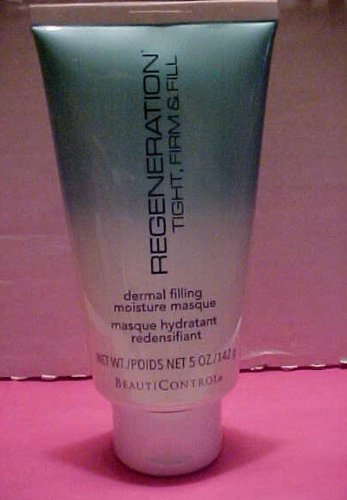 REGENERATION®
TIGHT, FIRM & FILL
dermal filling
moisture masque
masque hydratant
redensifiant
NET WT./POIDS NET 5 OZ./142 g
BEAUTICONTROL®